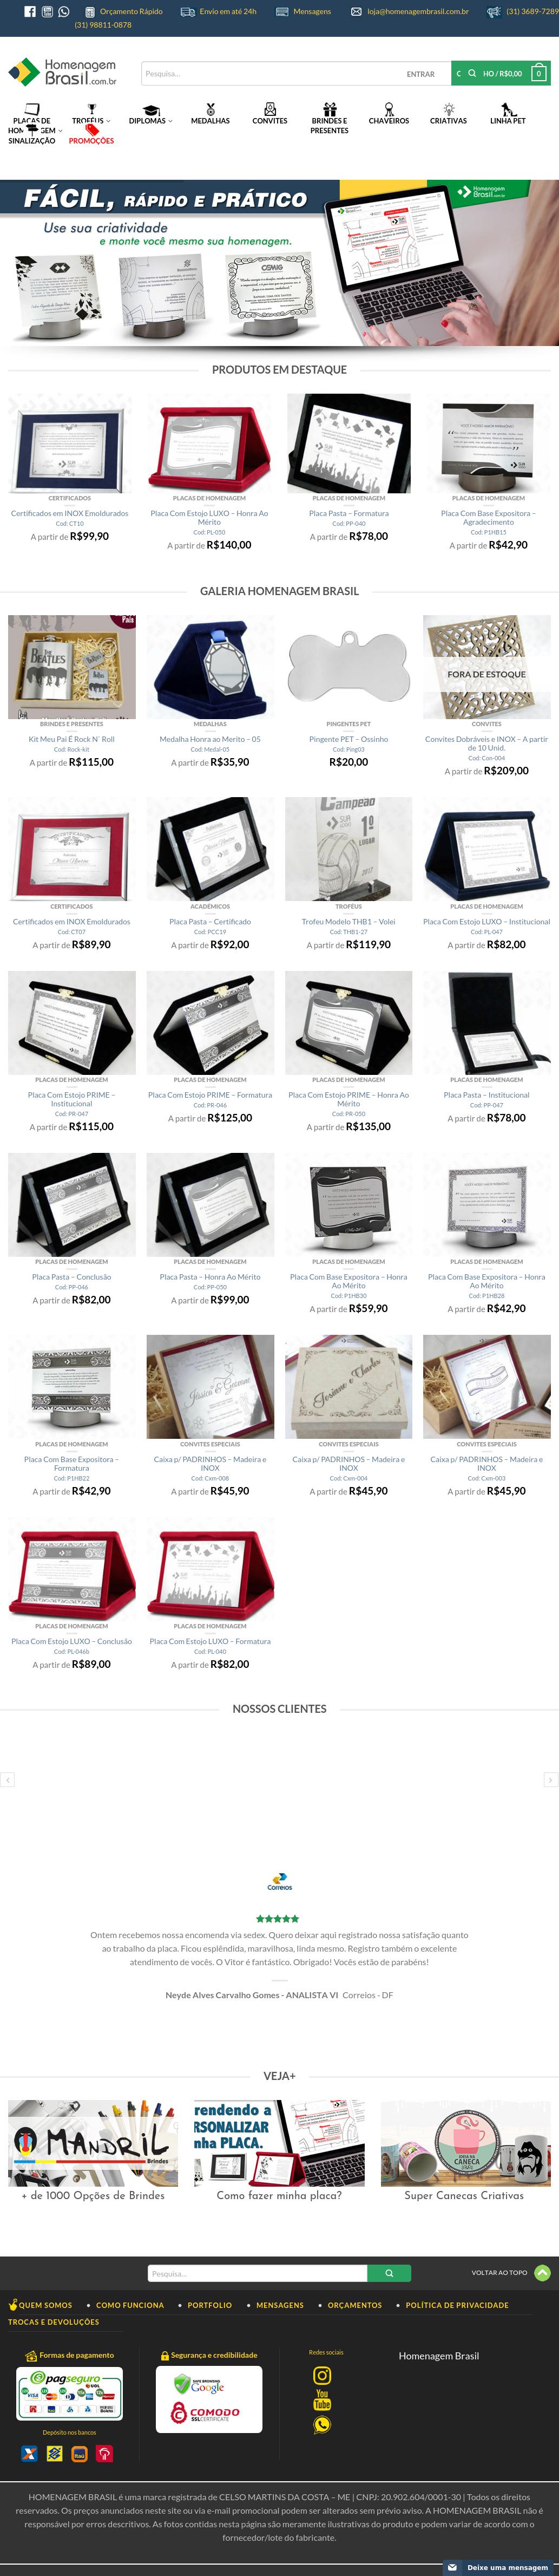 Orçamento Rápido
Envio em até 24h
Mensagens
loja@homenagembrasil.com.br
(31) 3689-7289
(31) 98811-0878
Homenagem
Brasil.com.br
Pesquisa...
ENTRAR
HO / R$0,00
0
PLACAS DE
HOMENAGEM
TROFÉUS
DIPLOMAS
MEDALHAS
CONVITES
BRINDES E
PRESENTES
CHAVEIROS
CRIATIVAS
LINHA PET
SINALIZAÇÃO
PROMOÇÕES
FÁCIL, RÁPIDO E PRÁTICO
Homenagem
Brasil
Use sua criatividade
e monte você mesmo sua homenagem.
PRODUTOS EM DESTAQUE
CERTIFICADOS
Certificados em INOX Emoldurados
Cod: CT10
A partir de R$99,90
PLACAS DE HOMENAGEM
Placa Com Estojo LUXO – Honra Ao
Mérito
Cod: PL-050
A partir de R$140,00
PLACAS DE HOMENAGEM
Placa Pasta – Formatura
Cod: PP-040
A partir de R$78,00
PLACAS DE HOMENAGEM
Placa Com Base Expositora –
Agradecimento
Cod: P1HB15
A partir de R$42,90
GALERIA HOMENAGEM BRASIL
Pais
THE
BEATLES
BRINDES E PRESENTES
Kit Meu Pai É Rock N` Roll
Cod: Rock-kit
A partir de R$115,00
MEDALHAS
Medalha Honra ao Merito – 05
Cod: Medal-05
A partir de R$35,90
PINGENTES PET
Pingente PET – Ossinho
Cod: Ping03
R$20,00
FORA DE ESTOQUE
CONVITES
Convites Dobráveis e INOX – A partir
de 10 Unid.
Cod: Con-004
A partir de R$209,00
CERTIFICADOS
Certificados em INOX Emoldurados
Cod: CT07
A partir de R$89,90
ACADÊMICOS
Placa Pasta – Certificado
Cod: PCC19
A partir de R$92,00
Campeão
1º
LUGAR
2017
TROFÉUS
Trofeu Modelo THB1 – Volei
Cod: THB1-27
A partir de R$119,90
PLACAS DE HOMENAGEM
Placa Com Estojo LUXO – Institucional
Cod: PL-047
A partir de R$82,00
PLACAS DE HOMENAGEM
Placa Com Estojo PRIME –
Institucional
Cod: PR-047
A partir de R$115,00
PLACAS DE HOMENAGEM
Placa Com Estojo PRIME – Formatura
Cod: PR-046
A partir de R$125,00
PLACAS DE HOMENAGEM
Placa Com Estojo PRIME – Honra Ao
Mérito
Cod: PR-050
A partir de R$135,00
PLACAS DE HOMENAGEM
Placa Pasta – Institucional
Cod: PP-047
A partir de R$78,00
PLACAS DE HOMENAGEM
Placa Pasta – Conclusão
Cod: PP-046
A partir de R$82,00
PLACAS DE HOMENAGEM
Placa Pasta – Honra Ao Mérito
Cod: PP-050
A partir de R$99,00
PLACAS DE HOMENAGEM
Placa Com Base Expositora – Honra
Ao Mérito
Cod: P1HB30
A partir de R$59,90
PLACAS DE HOMENAGEM
Placa Com Base Expositora – Honra
Ao Mérito
Cod: P1HB28
A partir de R$42,90
PLACAS DE HOMENAGEM
Placa Com Base Expositora –
Formatura
Cod: P1HB22
A partir de R$42,90
CONVITES ESPECIAIS
Caixa p/ PADRINHOS – Madeira e
INOX
Cod: Cxm-008
A partir de R$45,90
CONVITES ESPECIAIS
Caixa p/ PADRINHOS – Madeira e
INOX
Cod: Cxm-004
A partir de R$45,90
CONVITES ESPECIAIS
Caixa p/ PADRINHOS – Madeira e
INOX
Cod: Cxm-003
A partir de R$45,90
PLACAS DE HOMENAGEM
Placa Com Estojo LUXO – Conclusão
Cod: PL-046b
A partir de R$89,00
PLACAS DE HOMENAGEM
Placa Com Estojo LUXO – Formatura
Cod: PL-040
A partir de R$82,00
NOSSOS CLIENTES
Correios
Ontem recebemos nossa encomenda via sedex. Quero deixar aqui registrado nossa satisfação quanto
ao trabalho da placa. Ficou esplêndida, maravilhosa, linda mesmo. Registro também o excelente
atendimento de vocês. O Vitor é fantástico. Obrigado! Vocês estão de parabéns!
Neyde Alves Carvalho Gomes - ANALISTA VI Correios - DF
VEJA+
MANDRIL
Brindes
+ de 1000 Opções de Brindes
rendendo a
RSONALIZAR
nha PLACA.
Como fazer minha placa?
SUPER
CANECA
Super Canecas Criativas
Pesquisa...
VOLTAR AO TOPO
QUEM SOMOS
COMO FUNCIONA
PORTFOLIO
MENSAGENS
ORÇAMENTOS
POLÍTICA DE PRIVACIDADE
TROCAS E DEVOLUÇÕES
Formas de pagamento
pagseguro
UOL
VISA
Depósito nos bancos
Itaú
Segurança e credibilidade
SAFE BROWSING
Google
COMODO
SSL CERTIFICATE
Redes sociais
You
Tube
Homenagem Brasil
HOMENAGEM BRASIL é uma marca registrada de CELSO MARTINS DA COSTA – ME | CNPJ: 20.902.604/0001-30 | Todos os direitos
reservados. Os preços anunciados neste site ou via e-mail promocional podem ser alterados sem prévio aviso. A HOMENAGEM BRASIL não é
responsável por erros descritivos. As fotos contidas nesta página são meramente ilustrativas do produto e podem variar de acordo com o
fornecedor/lote do fabricante.
Deixe uma mensagem